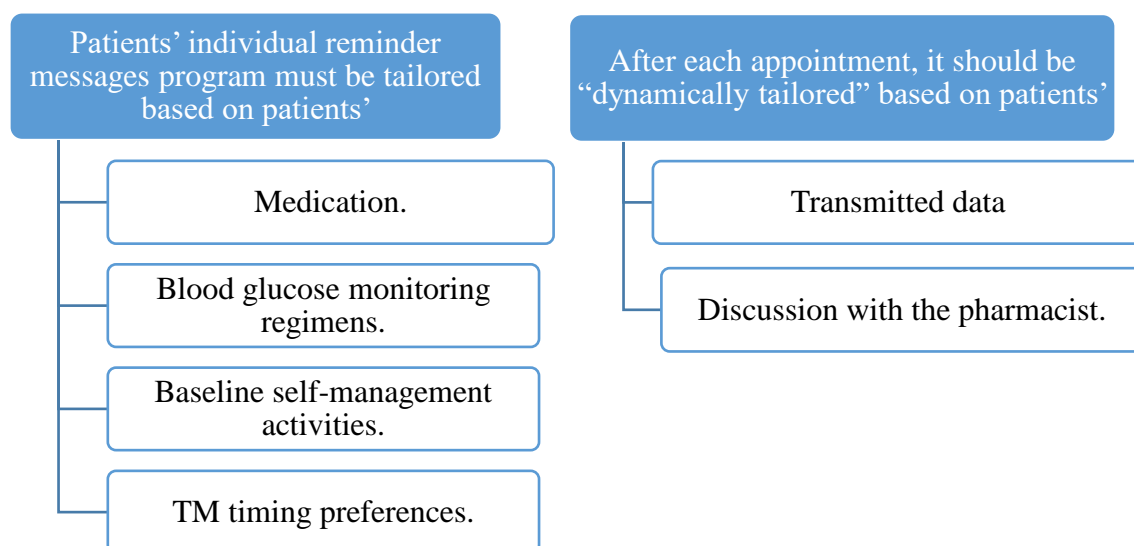 Patients’ individual reminder
messages program must be tailored
based on patients’
Medication.
Blood glucose monitoring
regimens.
Baseline self-management
activities.
TM timing preferences.
After each appointment, it should be
“dynamically tailored” based on patients’
Transmitted data
Discussion with the pharmacist.